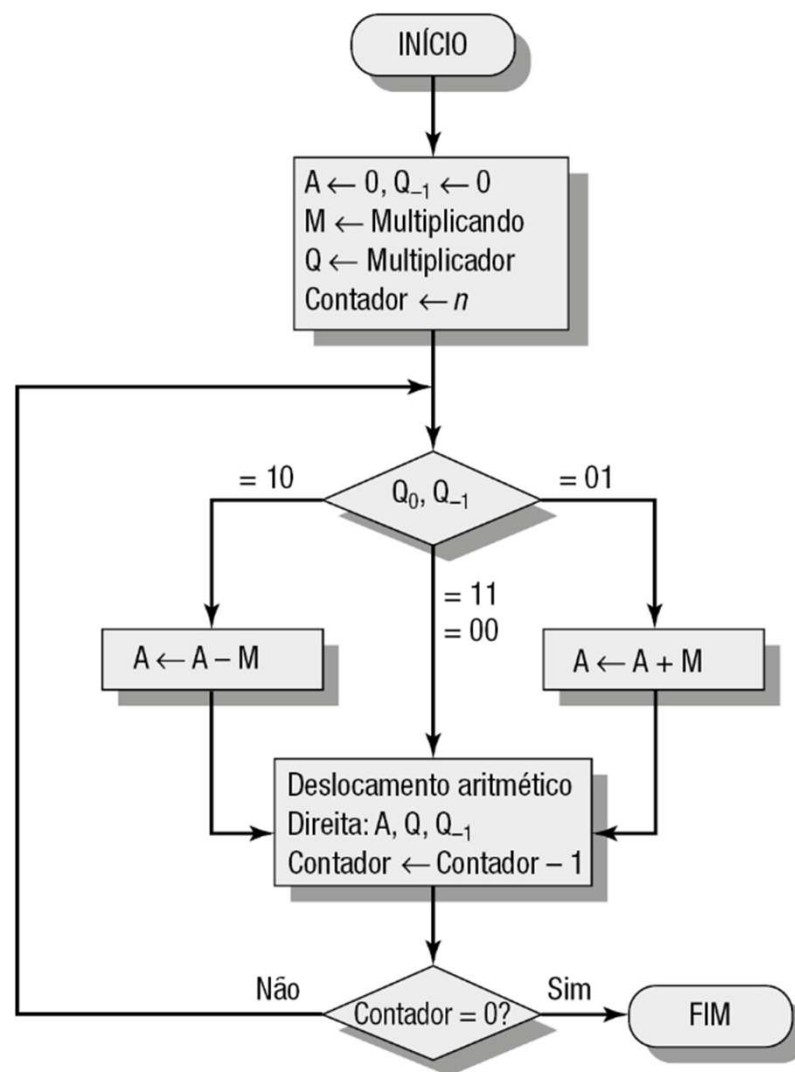 INÍCIO
A ← 0, Q₋₁ ← 0
M ← Multiplicando
Q ← Multiplicador
Contador ← n
= 10
Q₀, Q₋₁
= 01
= 11
= 00
A ← A – M
A ← A + M
Deslocamento aritmético
Direita: A, Q, Q₋₁
Contador ← Contador – 1
Não
Contador = 0?
Sim
FIM